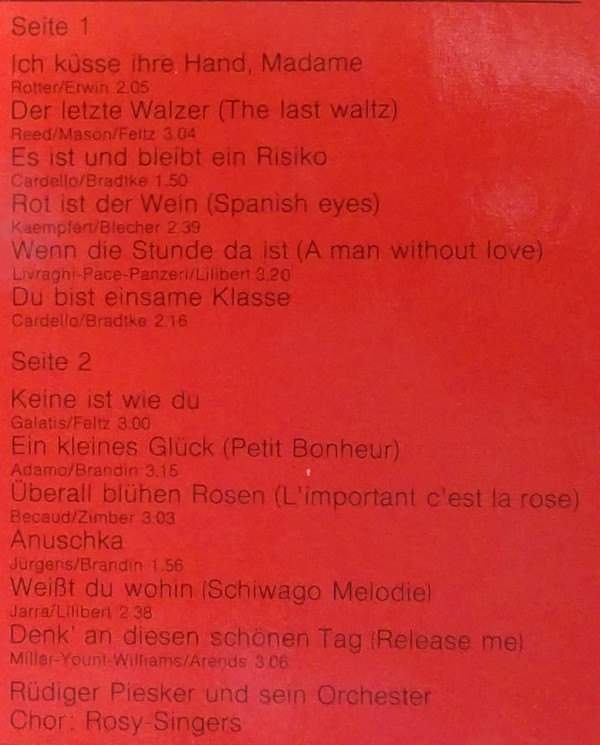 Seite 1
Ich küsse ihre Hand, Madame
Rotter/Erwin 2.05
Der letzte Walzer (The last waltz)
Reed/Mason/Feltz 3.04
Es ist und bleibt ein Risiko
Cardello/Bradtke 1.50
Rot ist der Wein (Spanish eyes)
Kaempfert/Blecher 2.39
Wenn die Stunde da ist (A man without love)
Livragni-Pace-Panzeri/Lilibert 3.20
Du bist einsame Klasse
Cardello/Bradtke 2.16
Seite 2
Keine ist wie du
Galatis/Feltz 3.00
Ein kleines Glück (Petit Bonheur)
Adamo/Brandin 3.15
Überall blühen Rosen (L'important c'est la rose)
Becaud/Zimber 3.03
Anuschka
Jürgens/Brandin 1.56
Weißt du wohin (Schiwago Melodie)
Jarra/Lilibert 2.38
Denk' an diesen schönen Tag (Release me)
Miller-Yount-Williams/Arends 3.06
Rüdiger Piesker und sein Orchester
Chor: Rosy-Singers